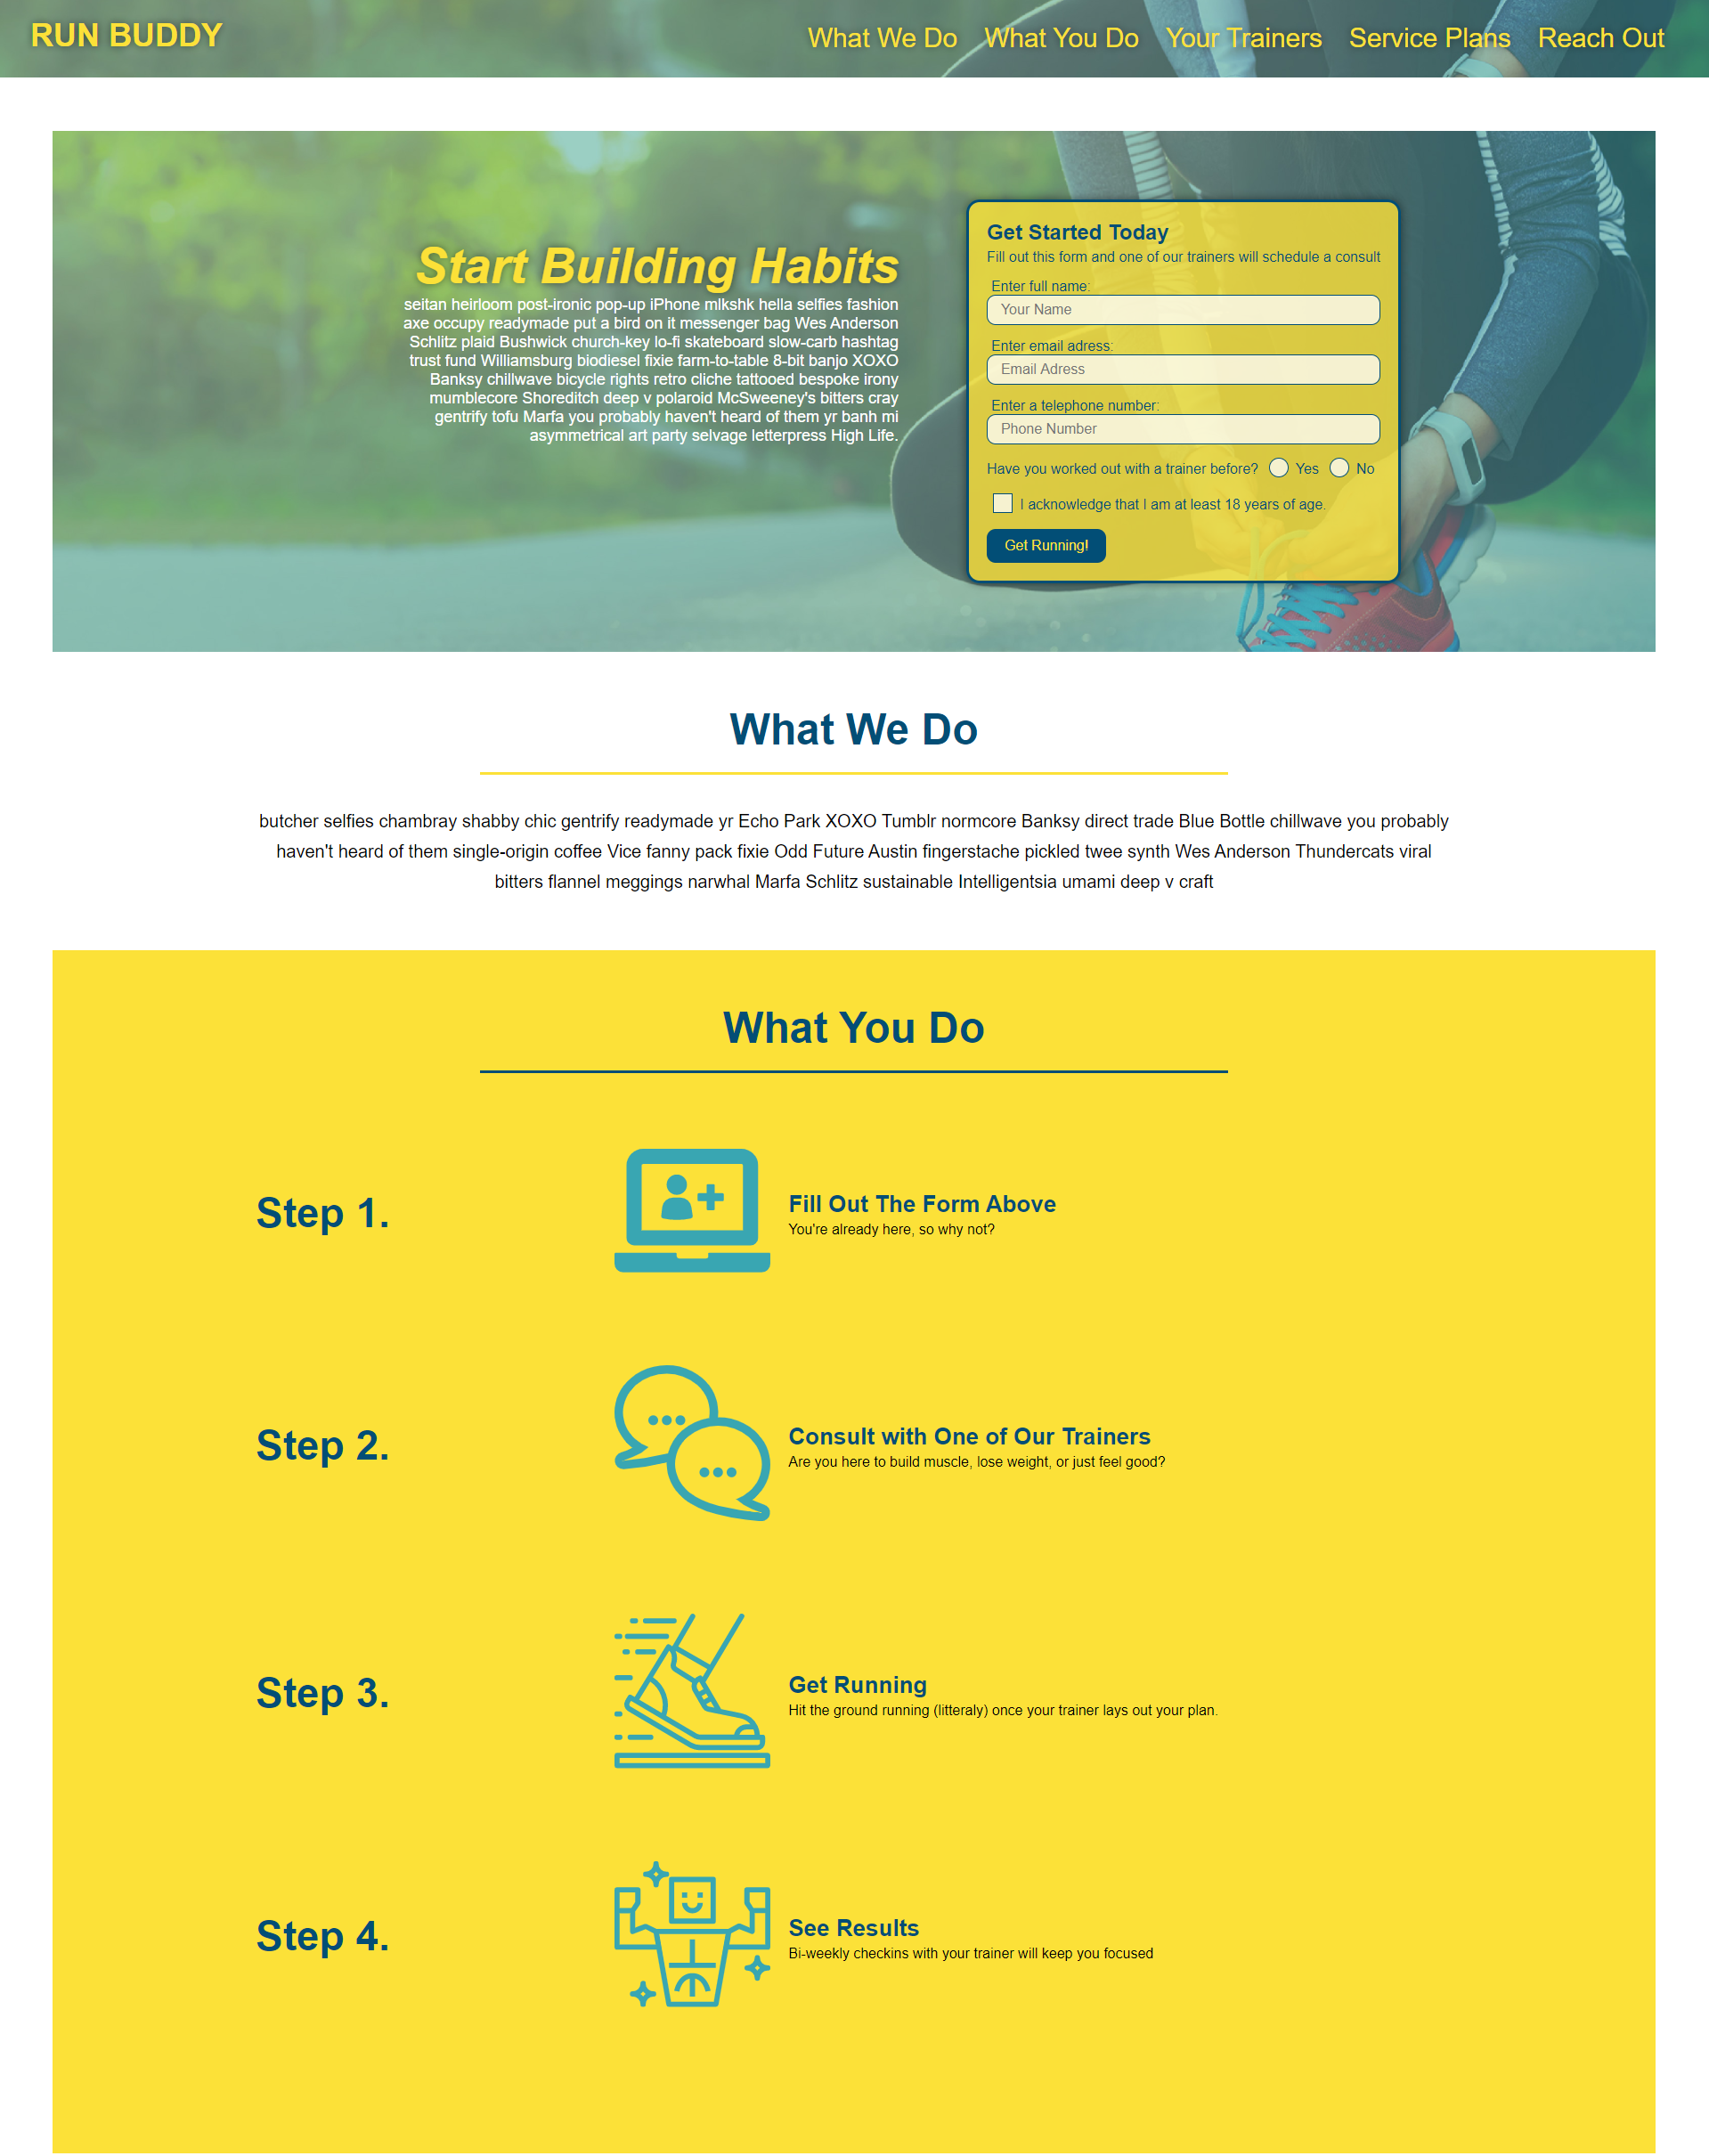 RUN BUDDY
What We Do What You Do Your Trainers Service Plans Reach Out
Start Building Habits
seitan heirloom post-ironic pop-up iPhone mlkshk hella selfies fashion
axe occupy readymade put a bird on it messenger bag Wes Anderson
Schlitz plaid Bushwick church-key lo-fi skateboard slow-carb hashtag
trust fund Williamsburg biodiesel fixie farm-to-table 8-bit banjo XOXO
Banksy chillwave bicycle rights retro cliche tattooed bespoke irony
mumblecore Shoreditch deep v polaroid McSweeney's bitters cray
gentrify tofu Marfa you probably haven't heard of them yr banh mi
asymmetrical art party selvage letterpress High Life.
Get Started Today
Fill out this form and one of our trainers will schedule a consult
Enter full name:
Your Name
Enter email adress:
Email Adress
Enter a telephone number:
Phone Number
Have you worked out with a trainer before? Yes No
I acknowledge that I am at least 18 years of age.
Get Running!
What We Do
butcher selfies chambray shabby chic gentrify readymade yr Echo Park XOXO Tumblr normcore Banksy direct trade Blue Bottle chillwave you probably
haven't heard of them single-origin coffee Vice fanny pack fixie Odd Future Austin fingerstache pickled twee synth Wes Anderson Thundercats viral
bitters flannel meggings narwhal Marfa Schlitz sustainable Intelligentsia umami deep v craft
What You Do
Step 1.
Fill Out The Form Above
You're already here, so why not?
Step 2.
Consult with One of Our Trainers
Are you here to build muscle, lose weight, or just feel good?
Step 3.
Get Running
Hit the ground running (litteraly) once your trainer lays out your plan.
Step 4.
See Results
Bi-weekly checkins with your trainer will keep you focused